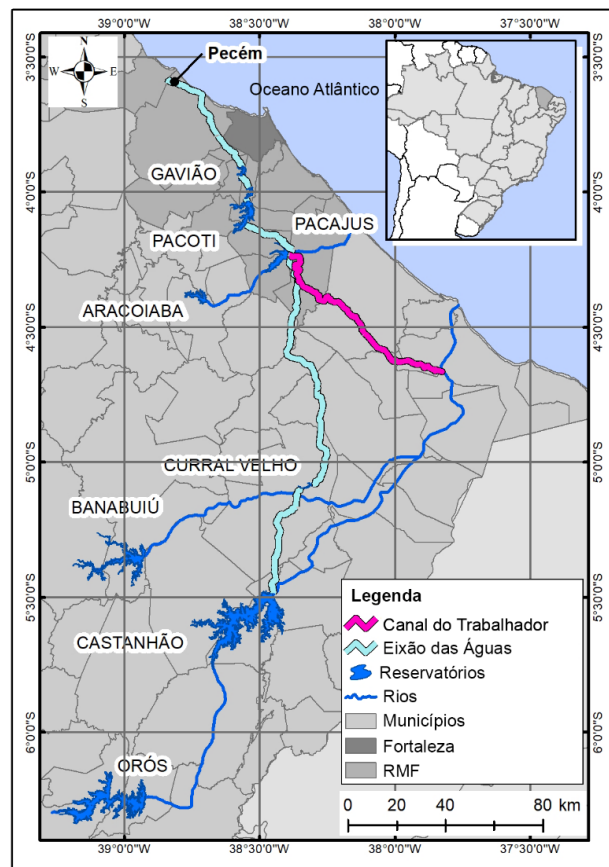 39°0'0"W 38°30'0"W 38°0'0"W 37°30'0"W
N
W E
S
Pecém
Oceano Atlântico
3°30'0"S
GAVIÃO
4°0'0"S
PACAJUS
PACOTI
ARACOIABA
4°30'0"S
CURRAL VELHO
5°0'0"S
BANABUIÚ
5°30'0"S
CASTANHÃO
6°0'0"S
ORÓS
Legenda
Canal do Trabalhador
Eixão das Águas
Reservatórios
Rios
Municípios
Fortaleza
RMF
0 20 40 80 km
39°0'0"W 38°30'0"W 38°0'0"W 37°30'0"W